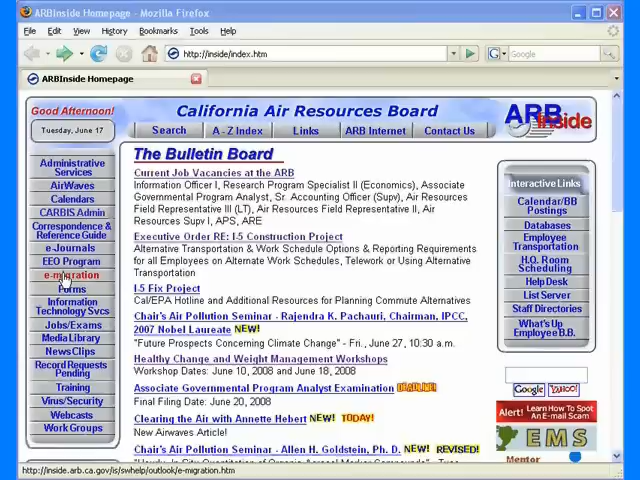 ARBInside Homepage - Mozilla Firefox
File Edit View History Bookmarks Tools Help
http://inside/index.htm
Google
ARBInside Homepage
Good Afternoon!
Tuesday, June 17
California Air Resources Board
Search A - Z Index Links ARB Internet Contact Us
ARB
Inside
Administrative
Services
AirWaves
Calendars
CARBIS Admin
Correspondence &
Reference Guide
e-Journals
EEO Program
e-migration
Forms
Information
Technology Svcs
Jobs/Exams
Media Library
News Clips
Record Requests
Pending
Training
Virus/Security
Webcasts
Work Groups
The Bulletin Board
Current Job Vacancies at the ARB
Information Officer I, Research Program Specialist II (Economics), Associate
Governmental Program Analyst, Sr. Accounting Officer (Supv), Air Resources
Field Representative III (LT), Air Resources Field Representative II, Air
Resources Supv I, APS, ARE
Executive Order RE: I-5 Construction Project
Alternative Transportation & Work Schedule Options & Reporting Requirements
for all Employees on Alternate Work Schedules, Telework or Using Alternative
Transportation
I-5 Fix Project
Cal/EPA Hotline and Additional Resources for Planning Commute Alternatives
Chair's Air Pollution Seminar - Rajendra K. Pachauri, Chairman, IPCC,
2007 Nobel Laureate NEW!
"Future Prospects Concerning Climate Change" - Fri., June 27, 10:30 a.m.
Healthy Change and Weight Management Workshops
Workshop Dates: June 10, 2008 and June 18, 2008
Associate Governmental Program Analyst Examination DEADLINE!
Final Filing Date: June 20, 2008
Clearing the Air with Annette Hebert NEW! TODAY!
New Airwaves Article!
Chair's Air Pollution Seminar - Allen H. Goldstein, Ph. D. NEW! REVISED!
Interactive Links
Calendar/BB
Postings
Databases
Employee
Transportation
H.Q. Room
Scheduling
Help Desk
List Server
Staff Directories
What's Up
Employee B.B.
Google YAHOO!
Alert! Learn How To Spot
An E-mail Scam
EMS
Mentor
http://inside.arb.ca.gov/is/swhelp/outlook/e-migration.htm